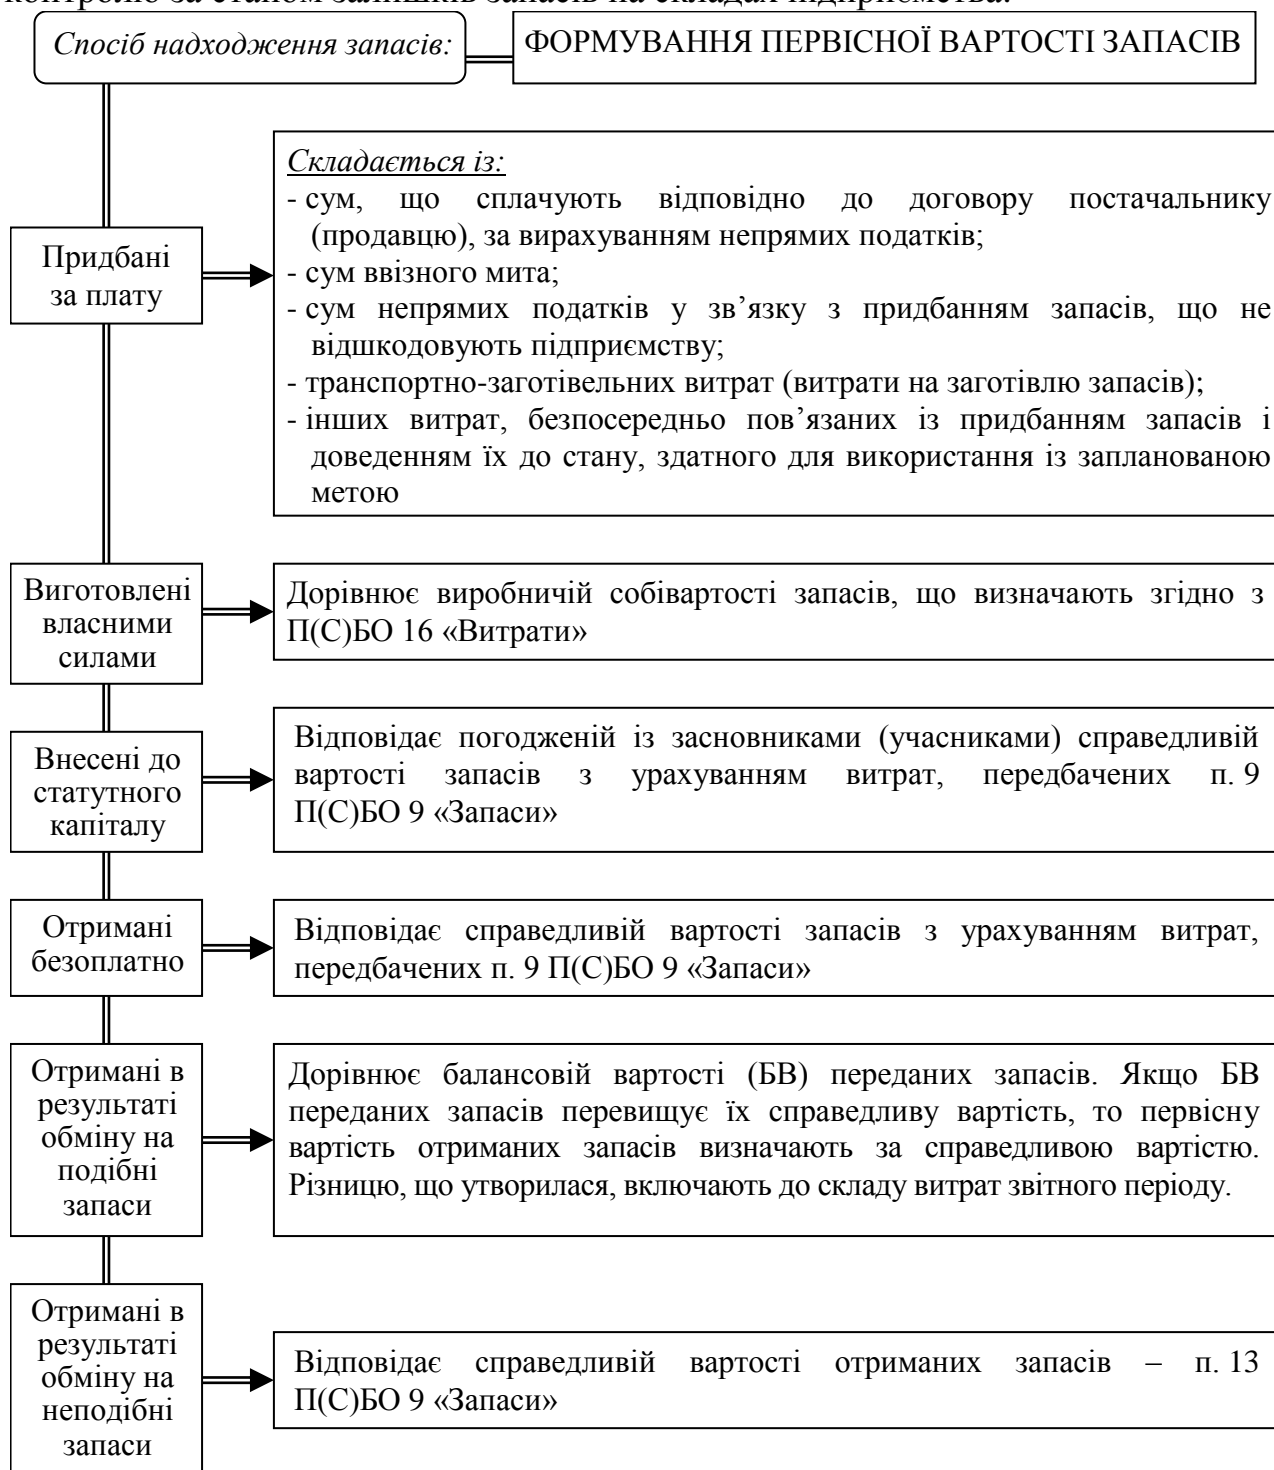 контролю за станом залишків запасів на складах підприємства.
Спосіб надходження запасів:
ФОРМУВАННЯ ПЕРВІСНОЇ ВАРТОСТІ ЗАПАСІВ
Придбані
за плату
Складається із:
- сум, що сплачують відповідно до договору постачальнику
(продавцю), за вирахуванням непрямих податків;
- сум ввізного мита;
- сум непрямих податків у зв’язку з придбанням запасів, що не
відшкодовують підприємству;
- транспортно-заготівельних витрат (витрати на заготівлю запасів);
- інших витрат, безпосередньо пов’язаних із придбанням запасів і
доведенням їх до стану, здатного для використання із запланованою
метою
Виготовлені
власними
силами
Дорівнює виробничій собівартості запасів, що визначають згідно з
П(С)БО 16 «Витрати»
Внесені до
статутного
капіталу
Відповідає погодженій із засновниками (учасниками) справедливій
вартості запасів з урахуванням витрат, передбачених п. 9
П(С)БО 9 «Запаси»
Отримані
безоплатно
Відповідає справедливій вартості запасів з урахуванням витрат,
передбачених п. 9 П(С)БО 9 «Запаси»
Отримані в
результаті
обміну на
подібні
запаси
Дорівнює балансовій вартості (БВ) переданих запасів. Якщо БВ
переданих запасів перевищує їх справедливу вартість, то первісну
вартість отриманих запасів визначають за справедливою вартістю.
Різницю, що утворилася, включають до складу витрат звітного періоду.
Отримані в
результаті
обміну на
неподібні
запаси
Відповідає справедливій вартості отриманих запасів – п. 13
П(С)БО 9 «Запаси»